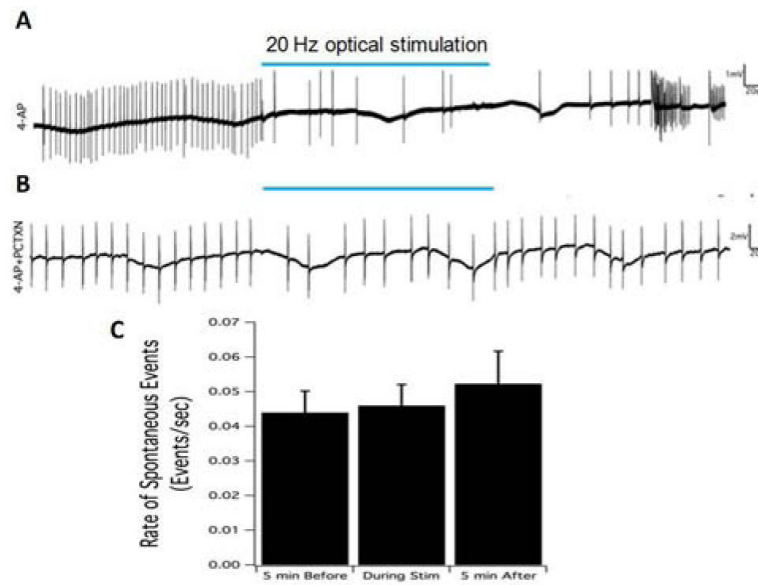 A
20 Hz optical stimulation
4-AP
1mV
B
4-AP+PCTXN
2mV
C
Rate of Spontaneous Events
(Events/sec)
0.07
0.06
0.05
0.04
0.03
0.02
0.01
0.00
5 min Before
During Stim
5 min After